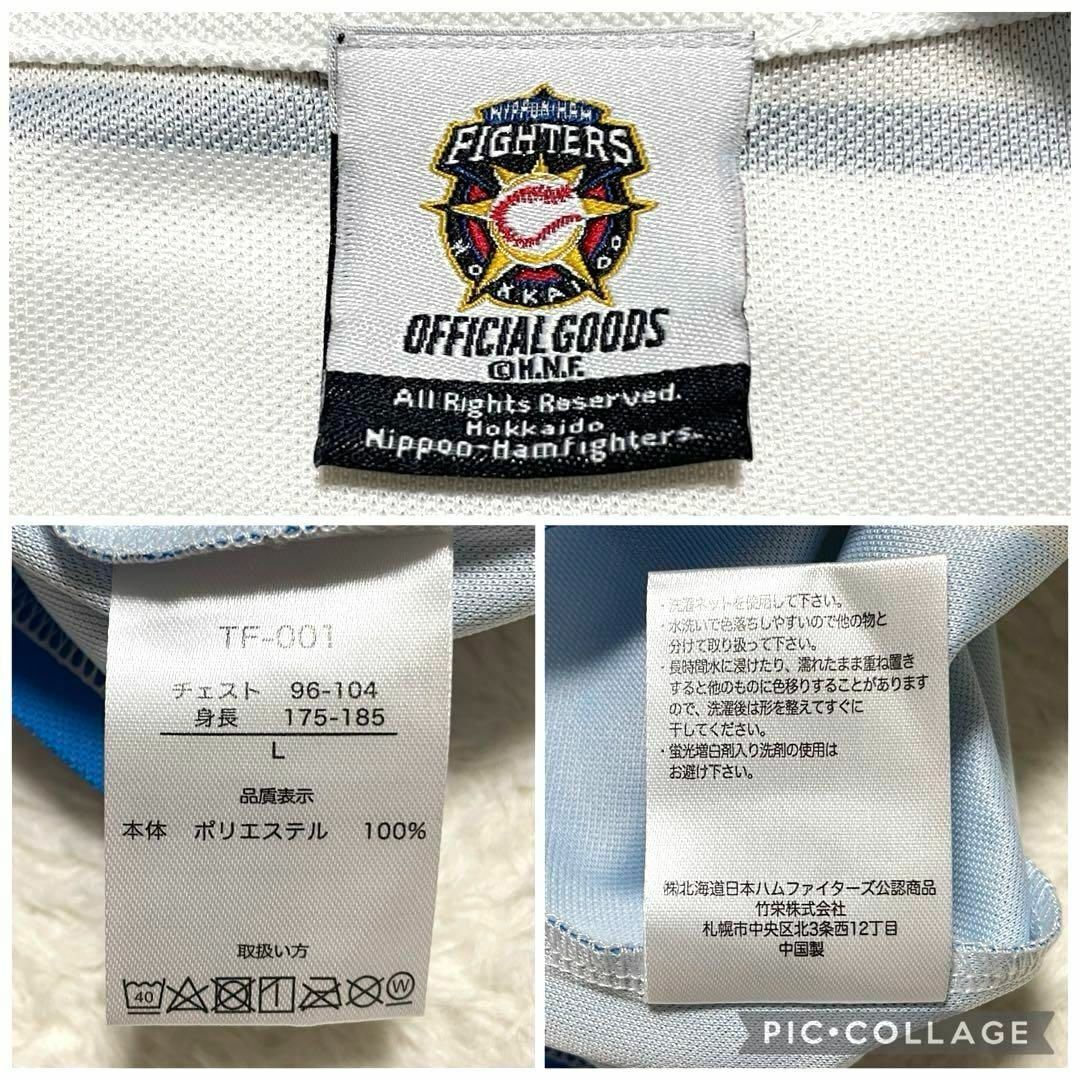 NIPPON HAM
FIGHTERS
HOKKAIDO
OFFICIAL GOODS
©H.N.F.
All Rights Reserved.
Hokkaido
Nippon-Hamfighters.
TF-001
チェスト 96-104
身長 175-185
L
品質表示
本体 ポリエステル 100%
取扱い方
40
W
・洗濯ネットを使用して下さい。
・水洗いで色落ちしやすいので他の物と
分けて取り扱って下さい。
・長時間水に浸けたり、濡れたまま重ね置き
すると他のものに色移りすることがあります
ので、洗濯後は形を整えてすぐに
干してください。
・蛍光増白剤入り洗剤の使用は
お避け下さい。
㈱北海道日本ハムファイターズ公認商品
竹栄株式会社
札幌市中央区北3条西12丁目
中国製
PIC•COLLAGE